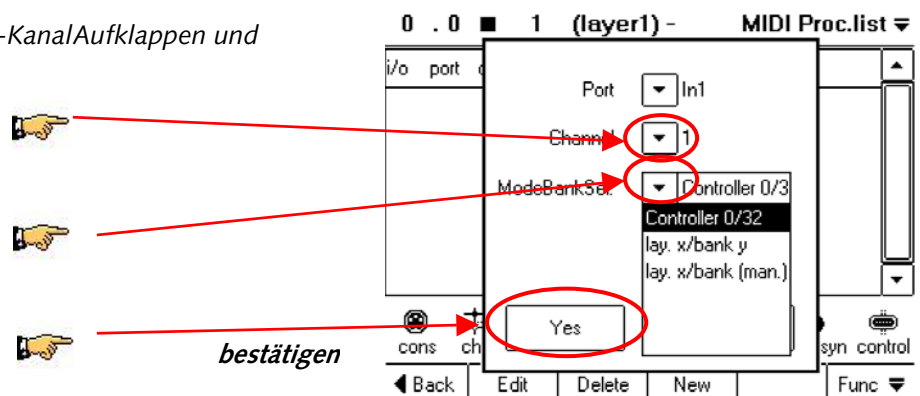 0 . 0 ■ 1 (layer1) - MIDI Proc.list
-KanalAufklappen und
i/o port
Port In1
Channel 1
ModeBankSel. Controller 0/3
Controller 0/32
lay. x/bank y
lay. x/bank (man.)
Yes
bestätigen
cons ch syn control
Back Edit Delete New Func